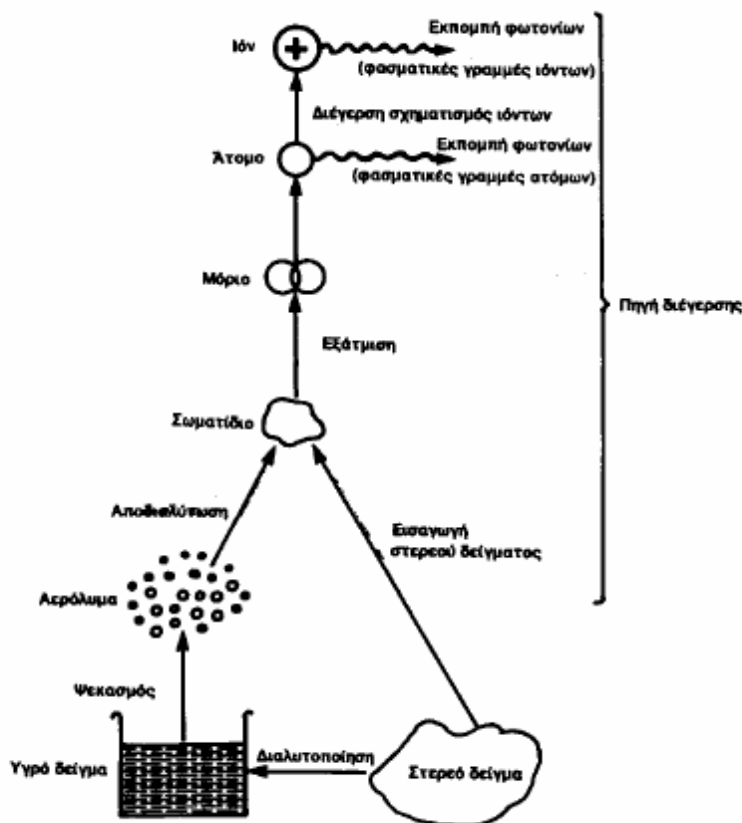 Ιόν
Εκπομπή φωτονίων
(φασματικές γραμμές ιόντων)
Διέγερση σχηματισμός ιόντων
Άτομο
Εκπομπή φωτονίων
(φασματικές γραμμές ατόμων)
Μόριο
Πηγή διέγερσης
Εξάτμιση
Σωματίδιο
Αποδιαλύτωση
Εισαγωγή
στερεού δείγματος
Αερόλυμα
Ψεκασμός
Υγρό δείγμα
Διαλυτοποίηση
Στερεό δείγμα